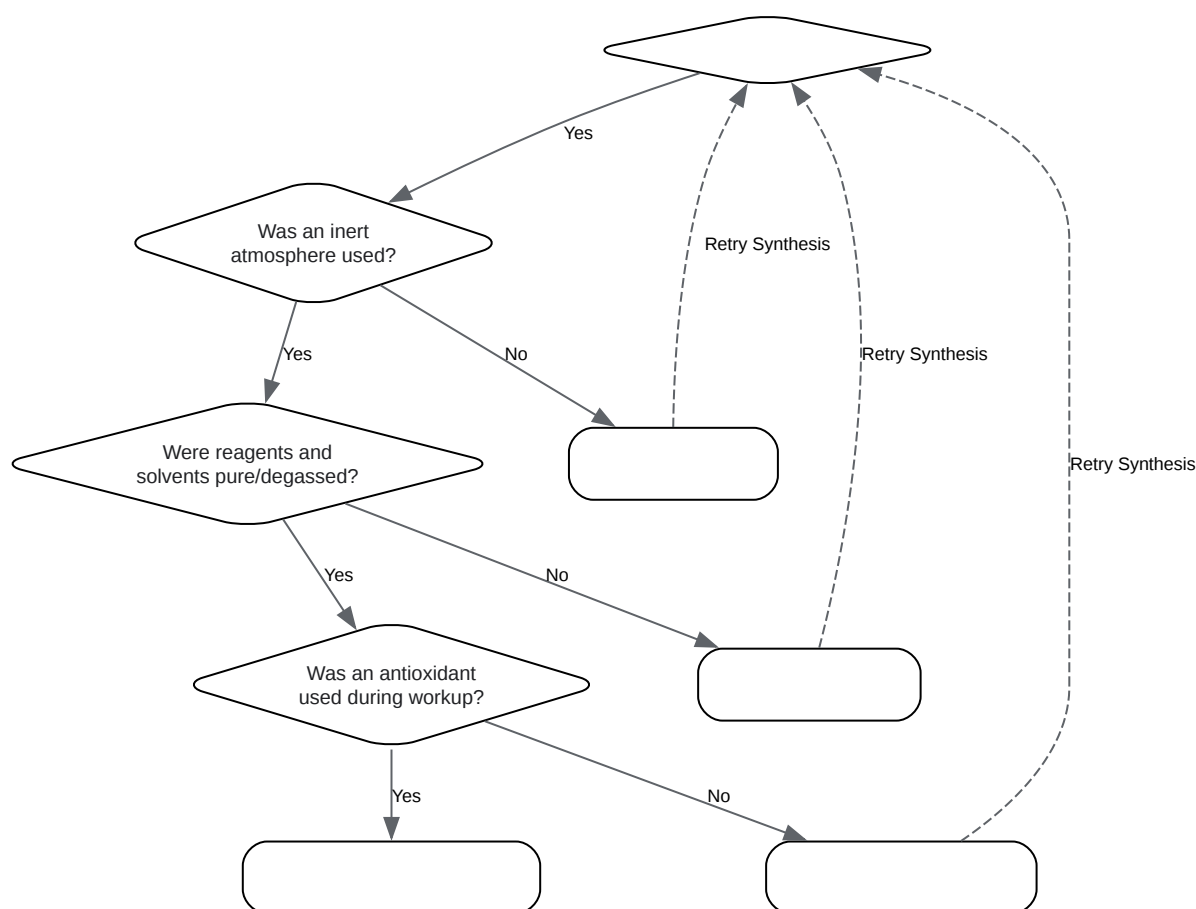 Yes
Was an inert
atmosphere used?
Retry Synthesis
Yes
No
Retry Synthesis
Were reagents and
solvents pure/degassed?
Retry Synthesis
Yes
No
Was an antioxidant
used during workup?
Yes
No